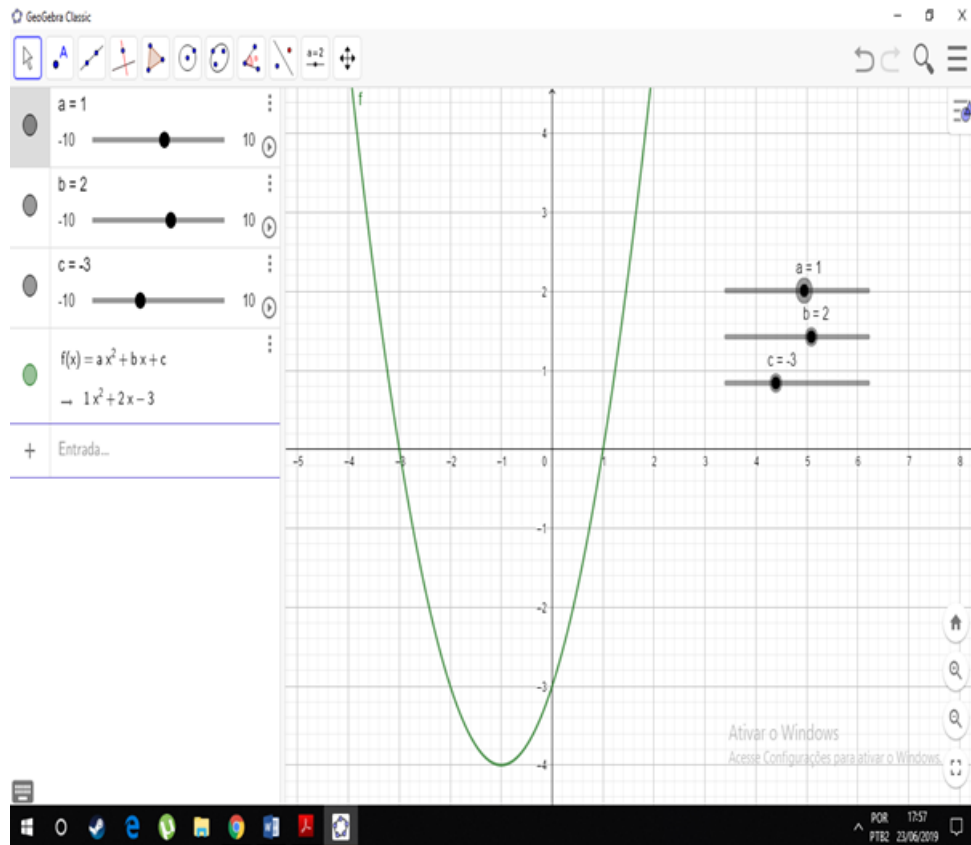 GeoGebra Classic
A
a=2
a = 1
-10 10
b = 2
-10 10
c = -3
-10 10
f(x) = a x² + b x + c
→ 1 x² + 2 x − 3
+ Entrada...
f
4
3
2
1
-5 -4 -3 -2 -1 0 1 2 3 4 5 6 7 8
-1
-2
-3
-4
a = 1
b = 2
c = -3
Ativar o Windows
Acesse Configurações para ativar o Windows.
POR 17:57
PTB2 23/06/2019